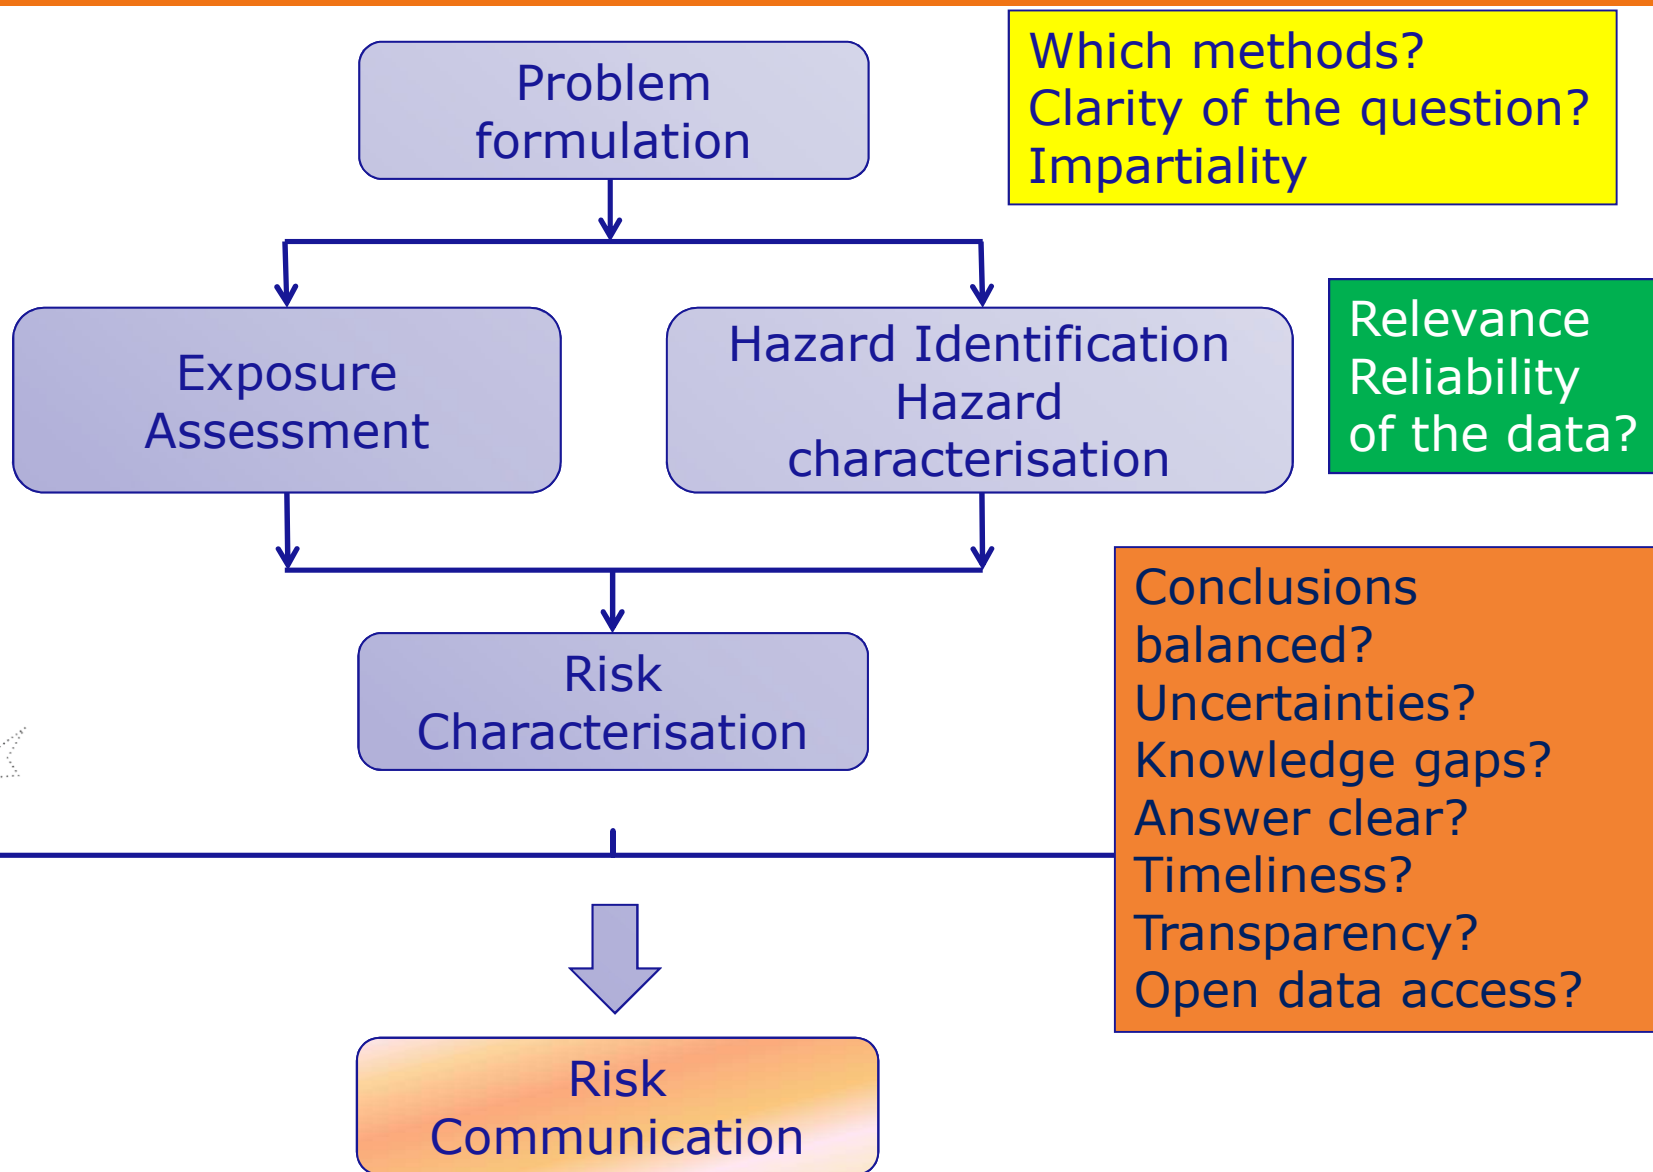 Problem
formulation
Which methods?
Clarity of the question?
Impartiality
Exposure
Assessment
Hazard Identification
Hazard
characterisation
Relevance
Reliability
of the data?
Risk
Characterisation
Conclusions
balanced?
Uncertainties?
Knowledge gaps?
Answer clear?
Timeliness?
Transparency?
Open data access?
Risk
Communication